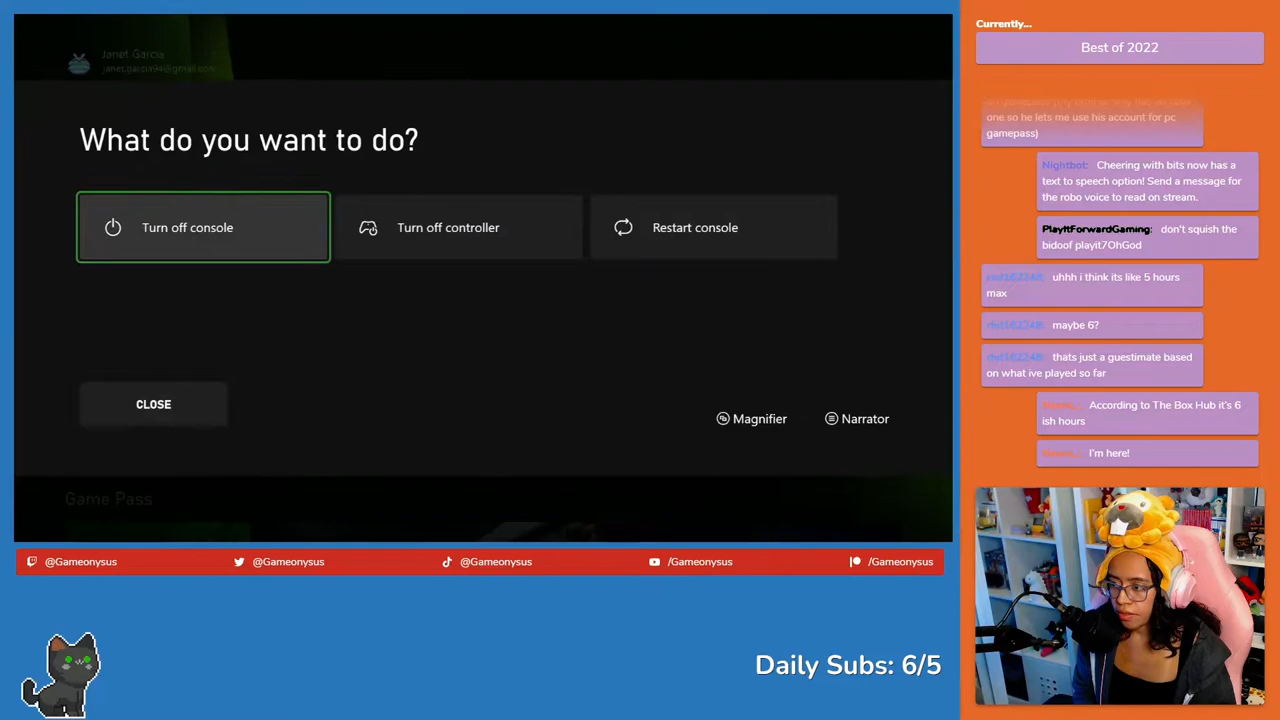 Currently...
Best of 2022
Janet Garcia
What do you want to do?
Turn off console
Turn off controller
Restart console
CLOSE
Magnifier
Narrator
Game Pass
one so he lets me use his account for pc
gamepass)
Nightbot: Cheering with bits now has a
text to speech option! Send a message for
the robo voice to read on stream.
PlayItForwardGaming: don't squish the
bidoof playit7OhGod
uhhh i think its like 5 hours
max
maybe 6?
thats just a guestimate based
on what ive played so far
According to The Box Hub it's 6
ish hours
I'm here!
@Gameonysus
@Gameonysus
@Gameonysus
/Gameonysus
/Gameonysus
Daily Subs: 6/5